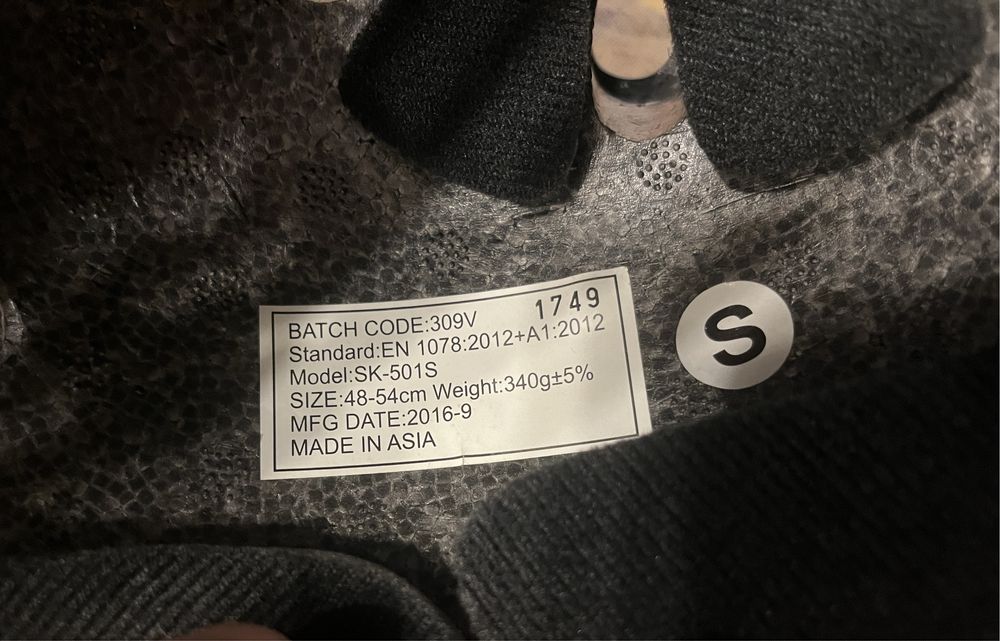 1749
BATCH CODE:309V
Standard:EN 1078:2012+A1:2012
Model:SK-501S
SIZE:48-54cm Weight:340g±5%
MFG DATE:2016-9
MADE IN ASIA
S